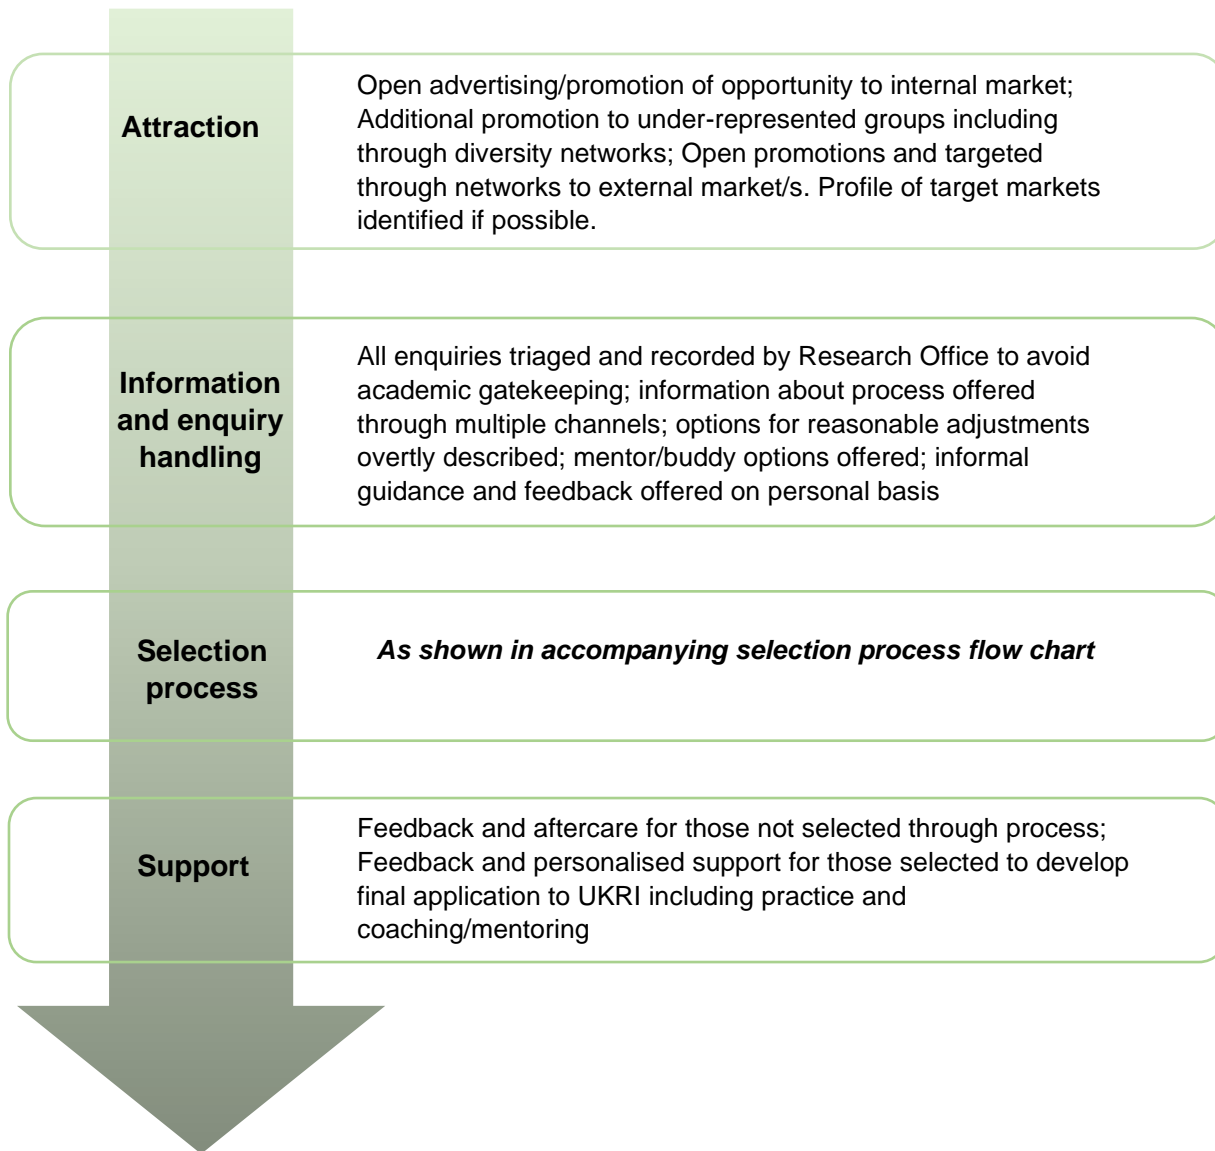 Attraction
Open advertising/promotion of opportunity to internal market;
Additional promotion to under-represented groups including
through diversity networks; Open promotions and targeted
through networks to external market/s. Profile of target markets
identified if possible.
Information
and enquiry
handling
All enquiries triaged and recorded by Research Office to avoid
academic gatekeeping; information about process offered
through multiple channels; options for reasonable adjustments
overtly described; mentor/buddy options offered; informal
guidance and feedback offered on personal basis
Selection
process
As shown in accompanying selection process flow chart
Support
Feedback and aftercare for those not selected through process;
Feedback and personalised support for those selected to develop
final application to UKRI including practice and
coaching/mentoring